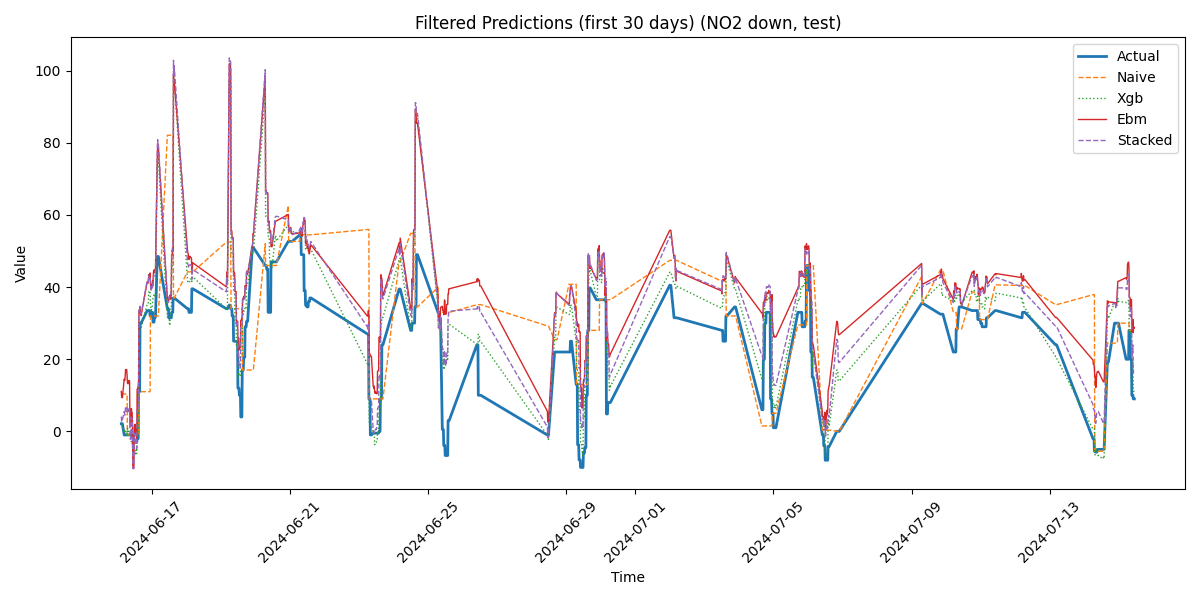 Filtered Predictions (first 30 days) (NO2 down, test)
Value
100
80
60
40
20
0
Actual
Naive
Xgb
Ebm
Stacked
2024-06-17
2024-06-21
2024-06-25
2024-06-29
2024-07-01
2024-07-05
2024-07-09
2024-07-13
Time